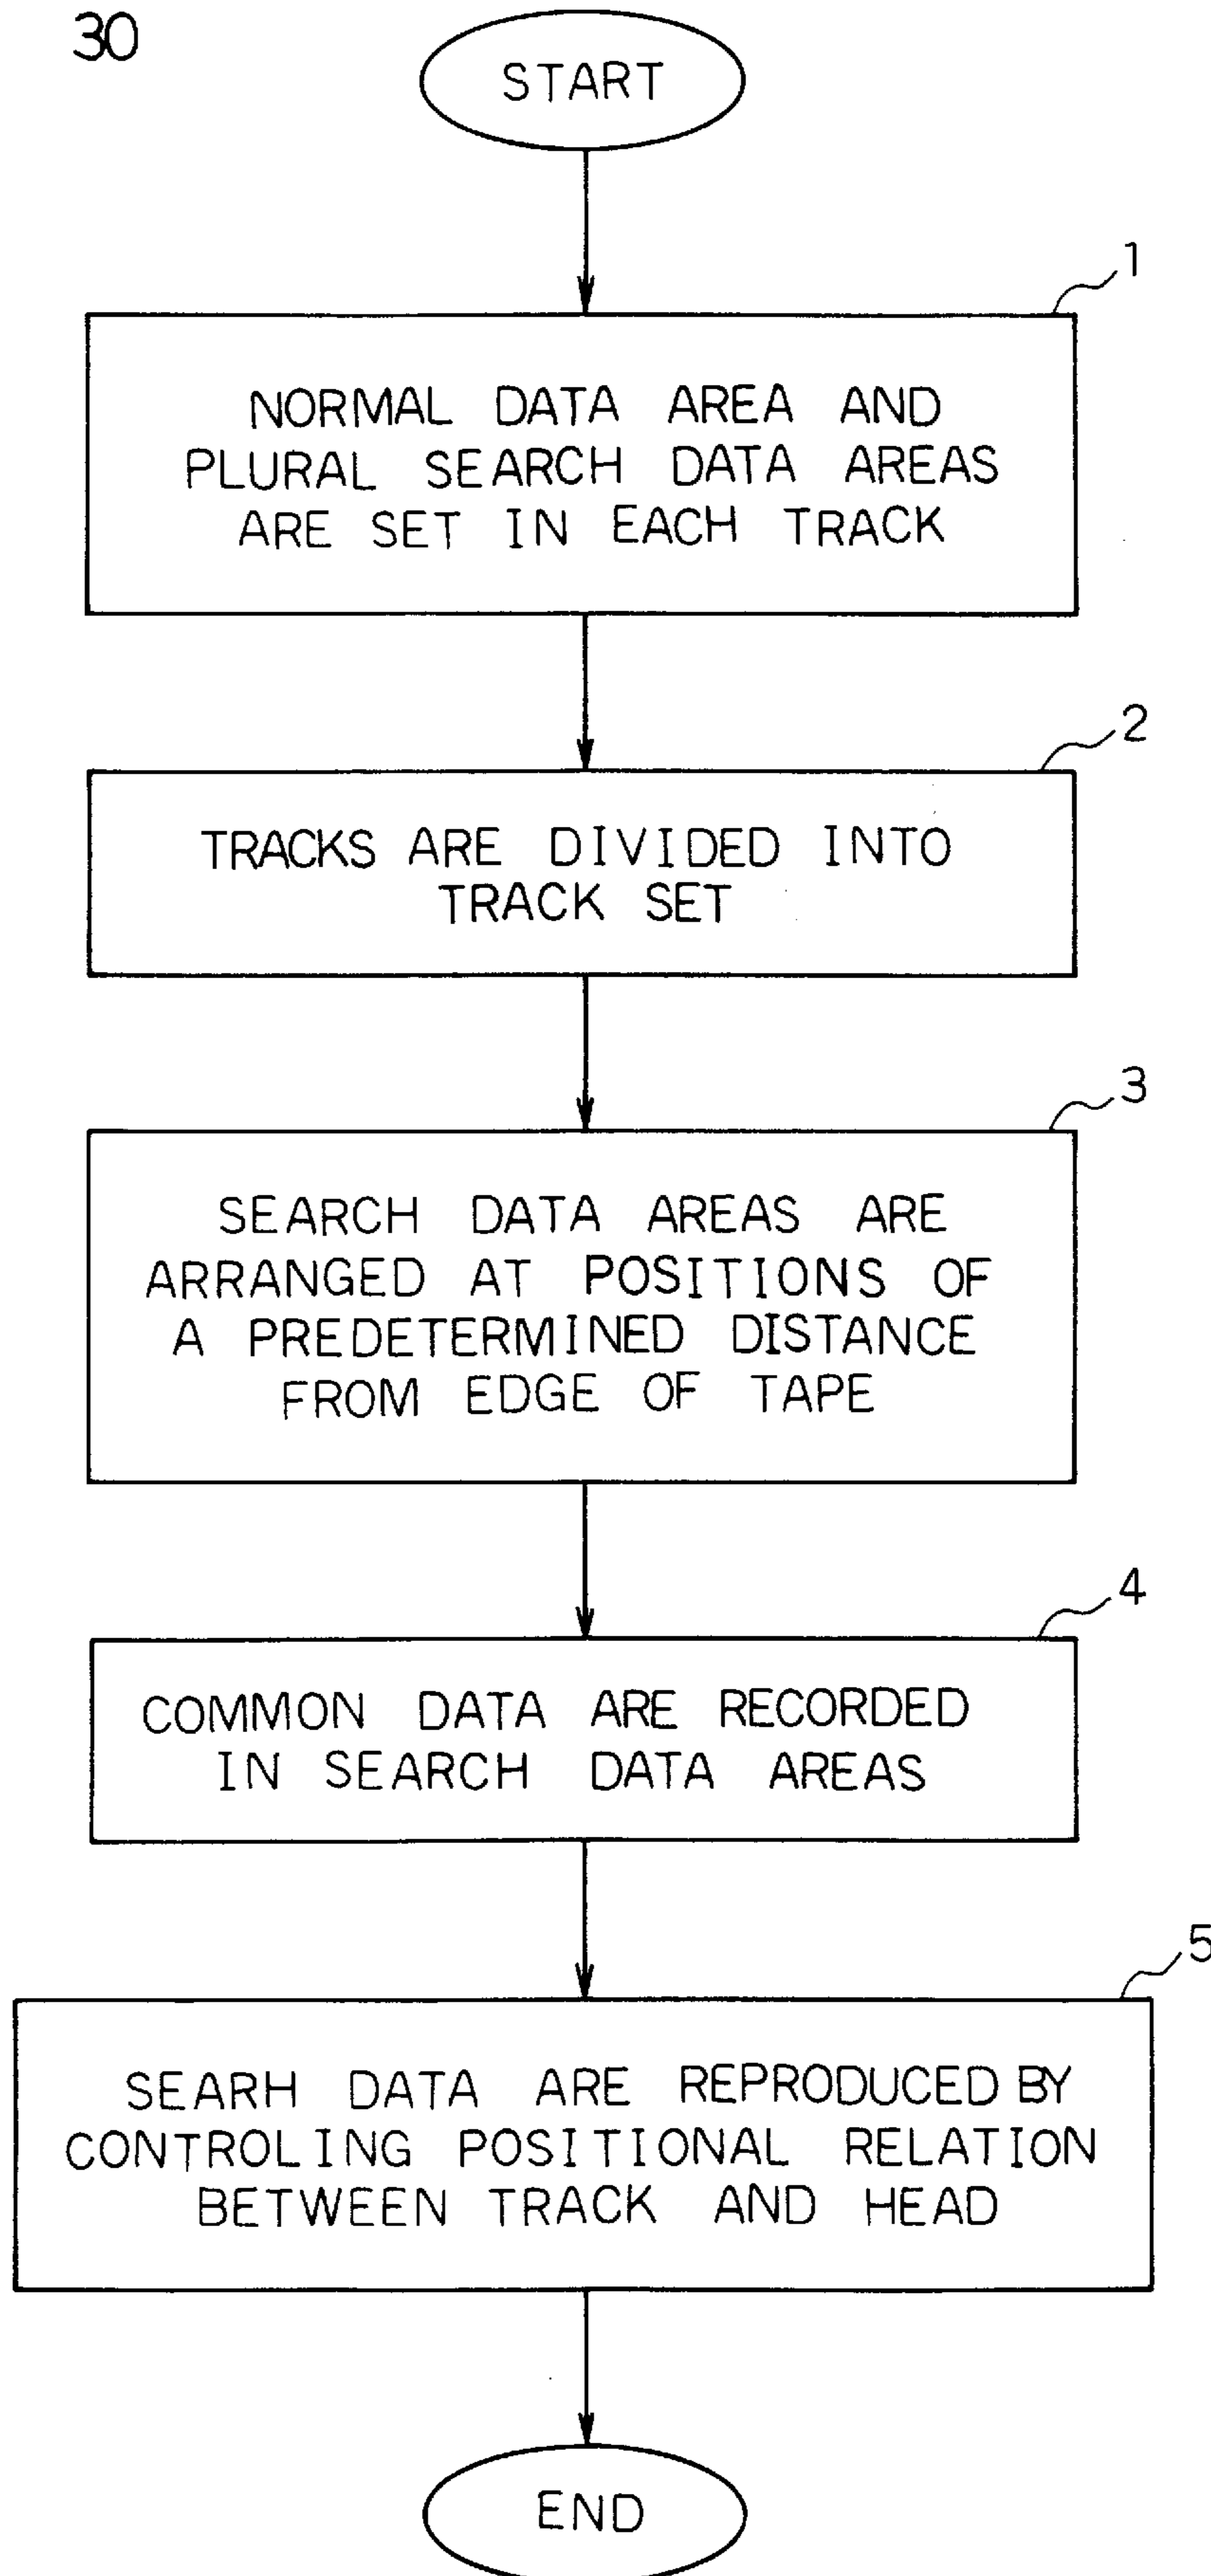 30
START
1
NORMAL DATA AREA AND
PLURAL SEARCH DATA AREAS
ARE SET IN EACH TRACK
2
TRACKS ARE DIVIDED INTO
TRACK SET
3
SEARCH DATA AREAS ARE
ARRANGED AT POSITIONS OF
A PREDETERMINED DISTANCE
FROM EDGE OF TAPE
4
COMMON DATA ARE RECORDED
IN SEARCH DATA AREAS
5
SEARH DATA ARE REPRODUCED BY
CONTROLING POSITIONAL RELATION
BETWEEN TRACK AND HEAD
END